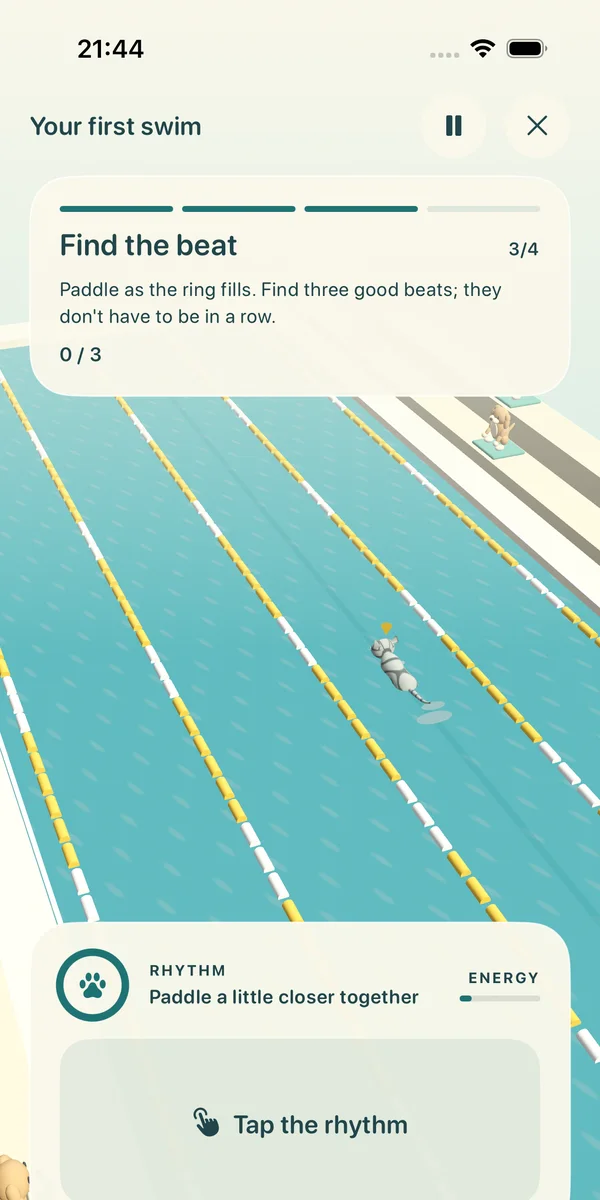 21:44
Your first swim
Find the beat
3/4
Paddle as the ring fills. Find three good beats; they
don't have to be in a row.
0 / 3
RHYTHM
Paddle a little closer together
ENERGY
Tap the rhythm